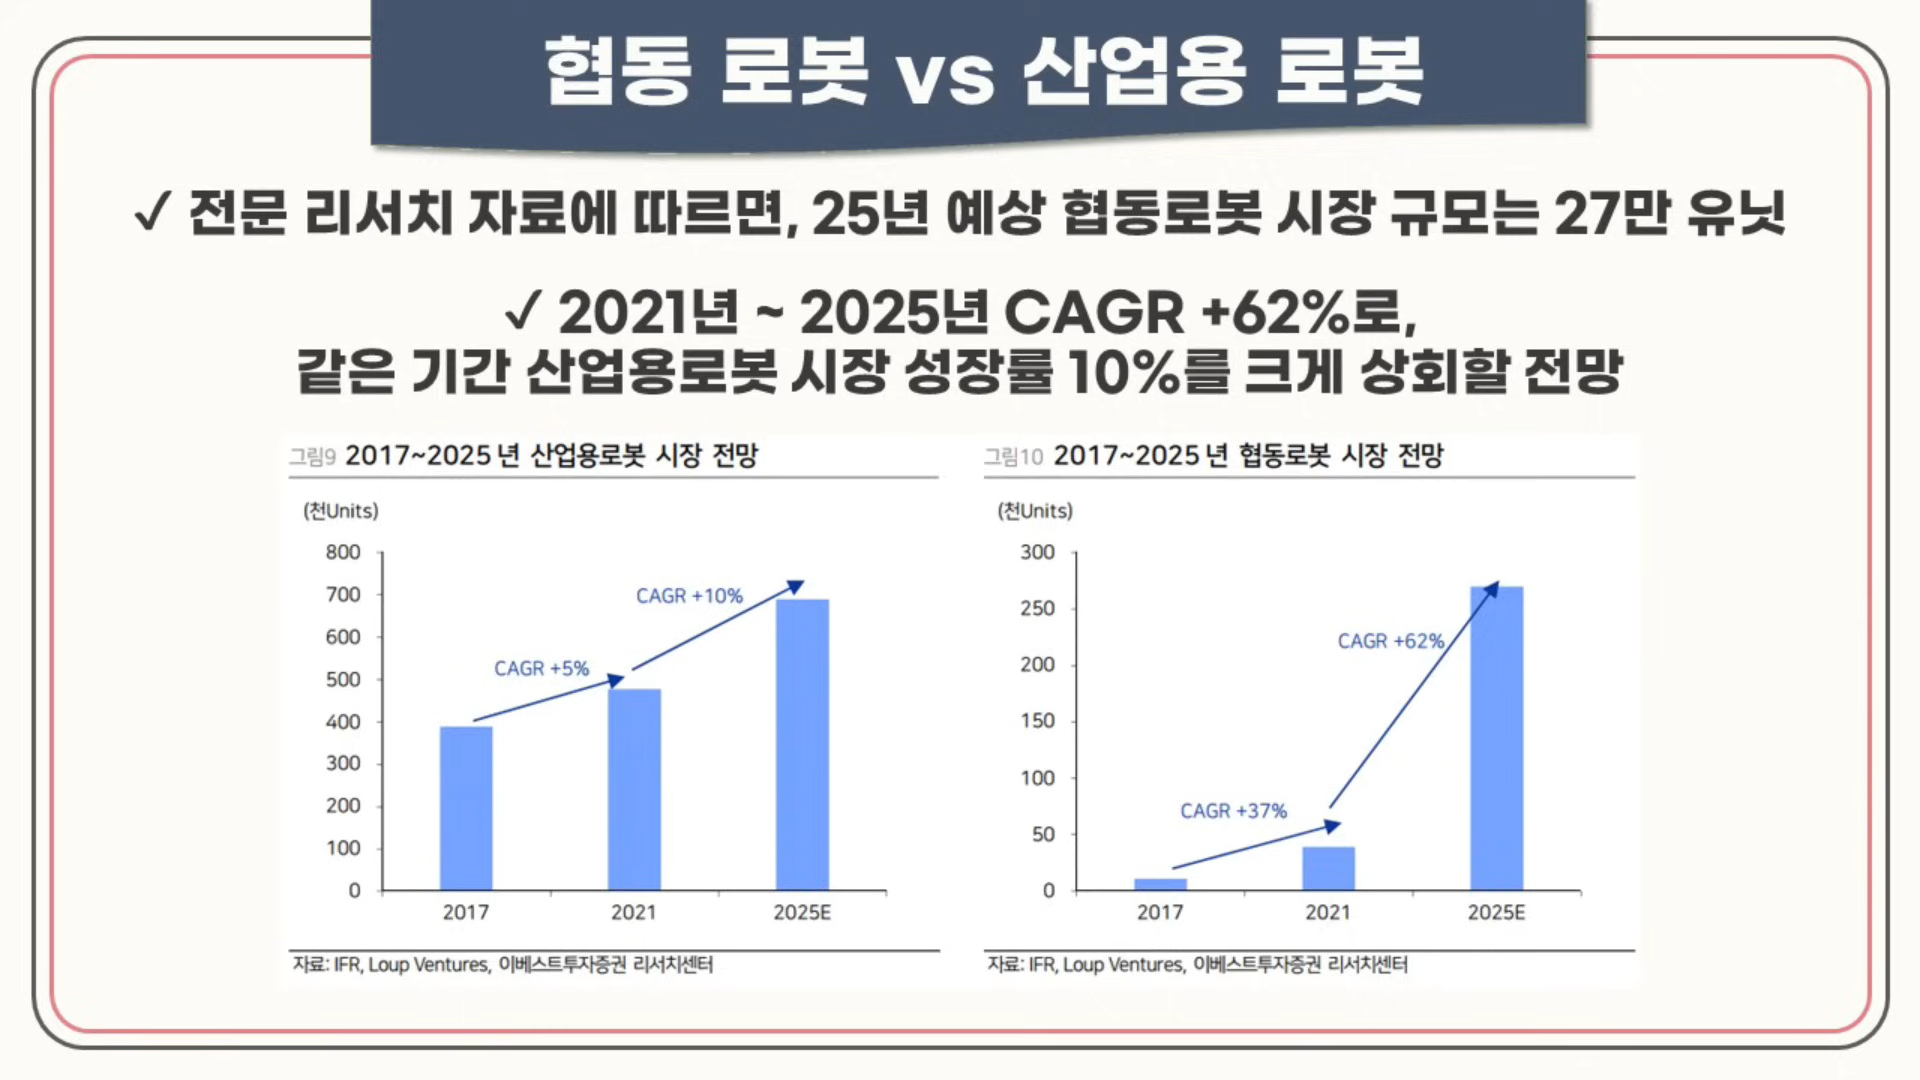 협동 로봇 vs 산업용 로봇
✓ 전문 리서치 자료에 따르면, 25년 예상 협동로봇 시장 규모는 27만 유닛
✓ 2021년 ~ 2025년 CAGR +62%로,
같은 기간 산업용로봇 시장 성장률 10%를 크게 상회할 전망
그림9 2017~2025년 산업용로봇 시장 전망
(천Units)
800
700
600
500
400
300
200
100
0
CAGR +5%
CAGR +10%
2017 2021 2025E
자료: IFR, Loup Ventures, 이베스트투자증권 리서치센터
그림10 2017~2025년 협동로봇 시장 전망
(천Units)
300
250
200
150
100
50
0
CAGR +37%
CAGR +62%
2017 2021 2025E
자료: IFR, Loup Ventures, 이베스트투자증권 리서치센터